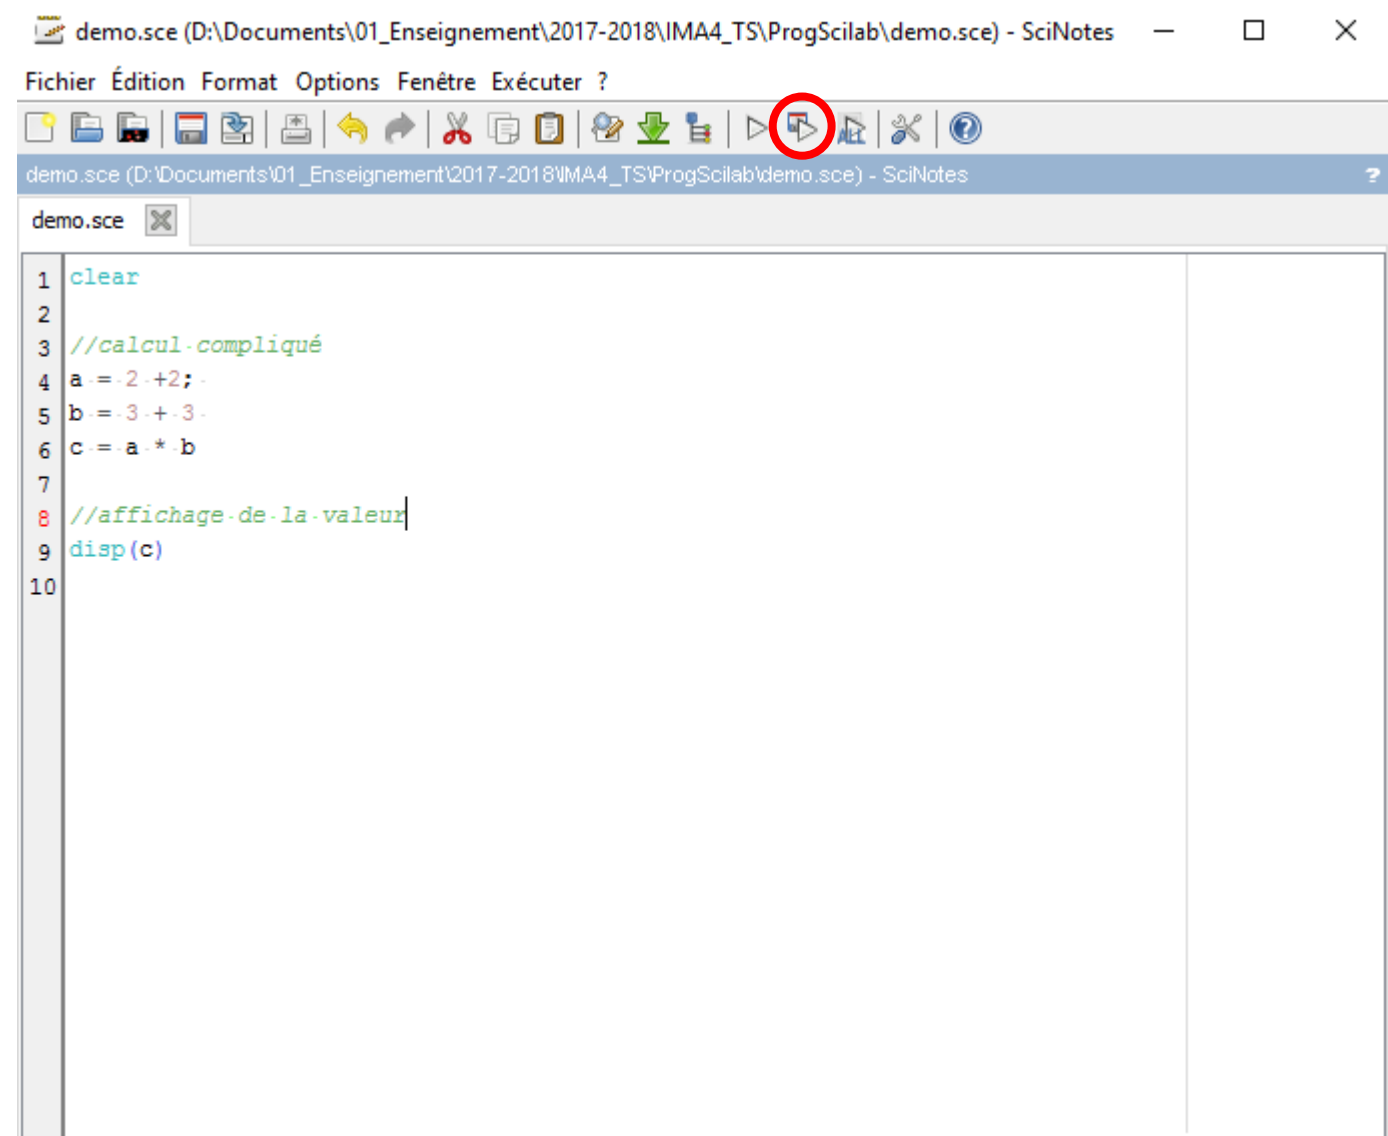 demo.sce (D:\Documents\01_Enseignement\2017-2018\IMA4_TS\ProgScilab\demo.sce) - SciNotes
Fichier Édition Format Options Fenêtre Exécuter ?
demo.sce (D:\Documents\01_Enseignement\2017-2018\IMA4_TS\ProgScilab\demo.sce) - SciNotes ?
demo.sce
1 clear
2
3 //calcul compliqué
4 a = 2 +2;
5 b = 3 + 3
6 c = a * b
7
8 //affichage de la valeur
9 disp(c)
10